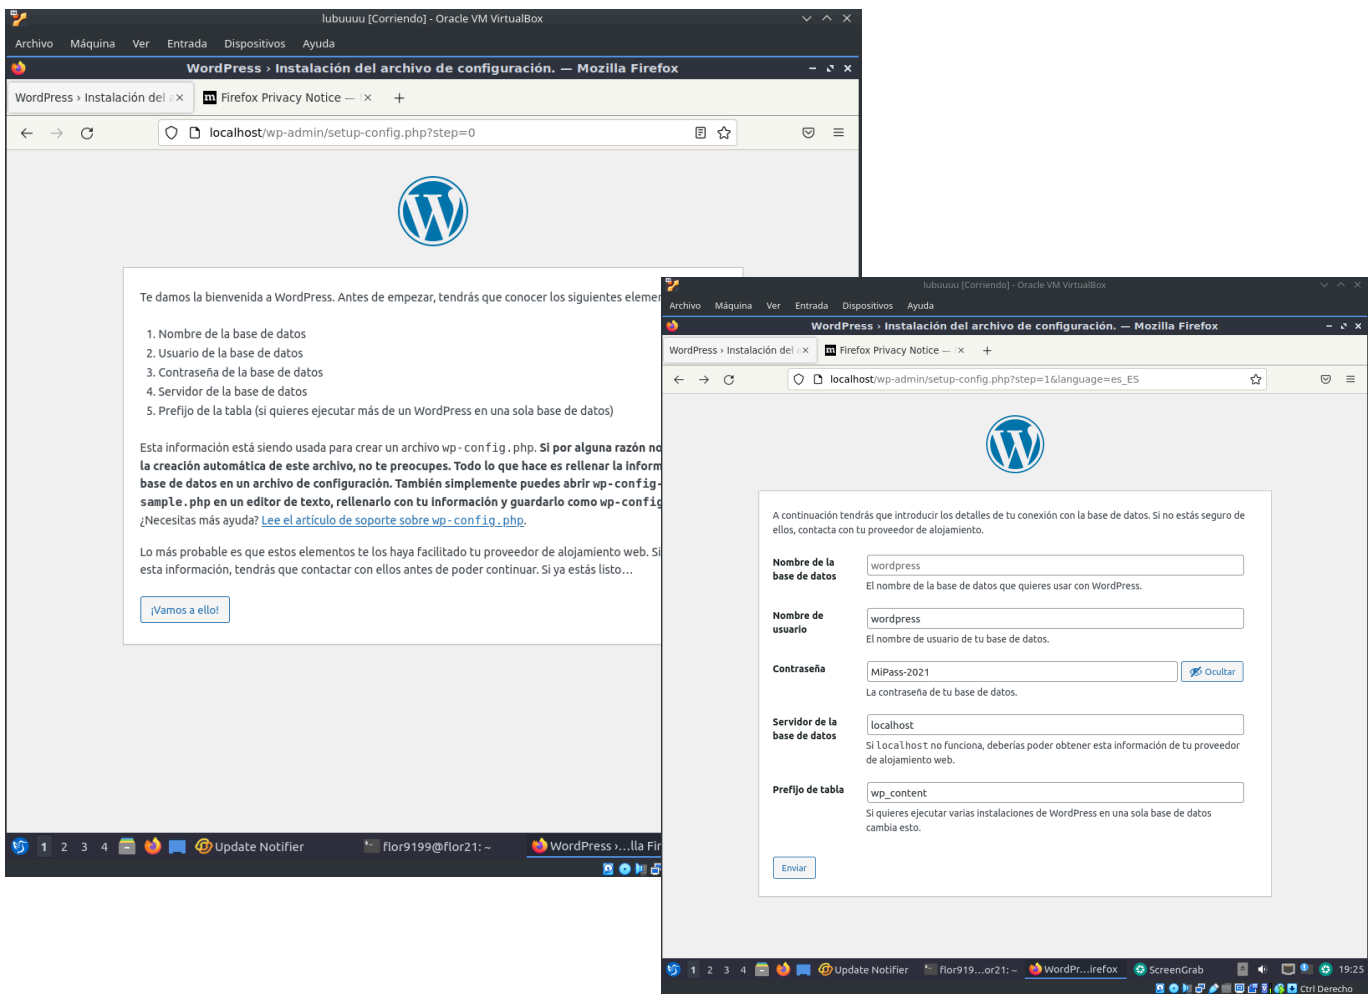 lubuuuu [Corriendo] - Oracle VM VirtualBox
Archivo Máquina Ver Entrada Dispositivos Ayuda
WordPress › Instalación del archivo de configuración. — Mozilla Firefox
WordPress › Instalación del a
Firefox Privacy Notice —
localhost/wp-admin/setup-config.php?step=0
Te damos la bienvenida a WordPress. Antes de empezar, tendrás que conocer los siguientes elemen
1. Nombre de la base de datos
2. Usuario de la base de datos
3. Contraseña de la base de datos
4. Servidor de la base de datos
5. Prefijo de la tabla (si quieres ejecutar más de un WordPress en una sola base de datos)
Esta información está siendo usada para crear un archivo wp-config.php. Si por alguna razón no
la creación automática de este archivo, no te preocupes. Todo lo que hace es rellenar la inform
base de datos en un archivo de configuración. También simplemente puedes abrir wp-config-
sample.php en un editor de texto, rellenarlo con tu información y guardarlo como wp-config
¿Necesitas más ayuda? Lee el artículo de soporte sobre wp-config.php.
Lo más probable es que estos elementos te los haya facilitado tu proveedor de alojamiento web. Si
esta información, tendrás que contactar con ellos antes de poder continuar. Si ya estás listo…
¡Vamos a ello!
1 2 3 4 Update Notifier flor9199@flor21: ~ WordPress ›…lla Fir
lubuuuu [Corriendo] - Oracle VM VirtualBox
Archivo Máquina Ver Entrada Dispositivos Ayuda
WordPress › Instalación del archivo de configuración. — Mozilla Firefox
WordPress › Instalación del a
Firefox Privacy Notice —
localhost/wp-admin/setup-config.php?step=1&language=es_ES
A continuación tendrás que introducir los detalles de tu conexión con la base de datos. Si no estás seguro de
ellos, contacta con tu proveedor de alojamiento.
Nombre de la
base de datos
wordpress
El nombre de la base de datos que quieres usar con WordPress.
Nombre de
usuario
wordpress
El nombre de usuario de tu base de datos.
Contraseña
MiPass-2021
Ocultar
La contraseña de tu base de datos.
Servidor de la
base de datos
localhost
Si localhost no funciona, deberías poder obtener esta información de tu proveedor
de alojamiento web.
Prefijo de tabla
wp_content
Si quieres ejecutar varias instalaciones de WordPress en una sola base de datos
cambia esto.
Enviar
1 2 3 4 Update Notifier flor919…or21: ~ WordPr…irefox ScreenGrab 19:25
Ctrl Derecho